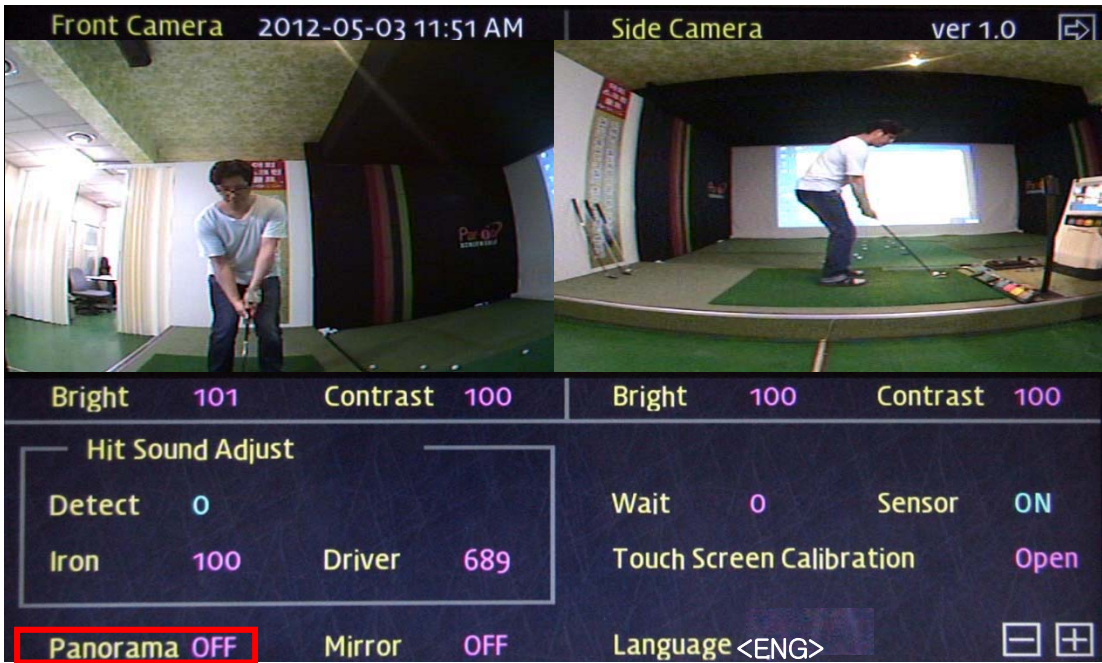 Front Camera 2012-05-03 11:51 AM Side Camera ver 1.0
Bright 101 Contrast 100 Bright 100 Contrast 100
Hit Sound Adjust
Detect 0 Wait 0 Sensor ON
Iron 100 Driver 689 Touch Screen Calibration Open
Panorama OFF Mirror OFF Language <ENG>